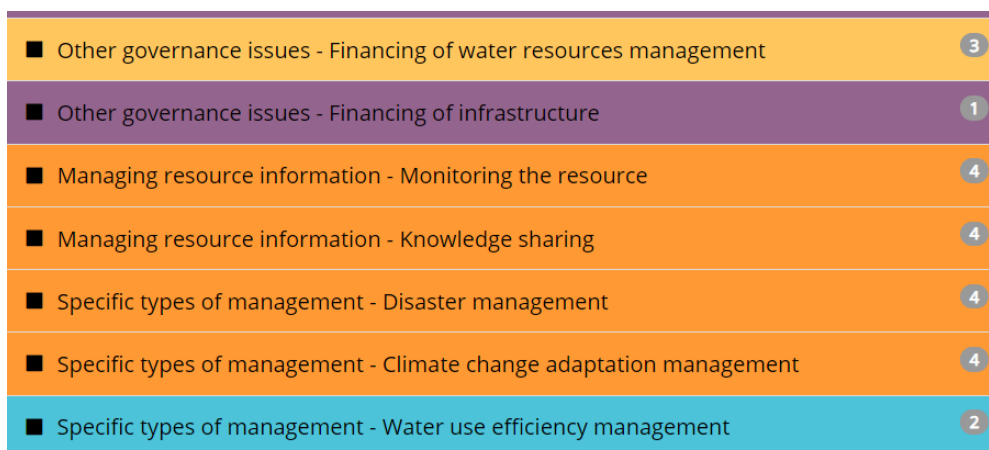 Other governance issues - Financing of water resources management 3
Other governance issues - Financing of infrastructure 1
Managing resource information - Monitoring the resource 4
Managing resource information - Knowledge sharing 4
Specific types of management - Disaster management 4
Specific types of management - Climate change adaptation management 4
Specific types of management - Water use efficiency management 2